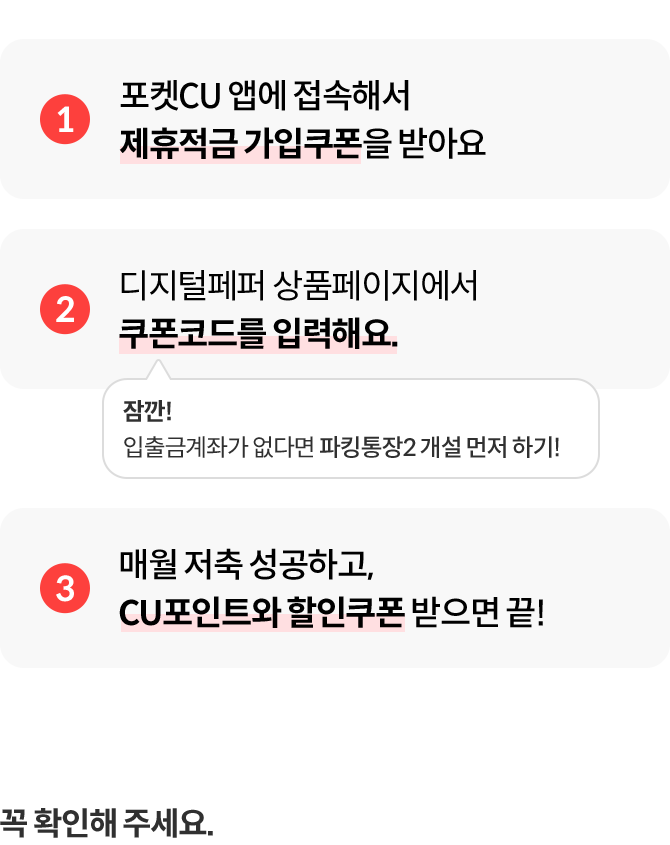 1
포켓CU 앱에 접속해서
제휴적금 가입쿠폰을 받아요
2
디지털페퍼 상품페이지에서
쿠폰코드를 입력해요.
잠깐!
입출금계좌가 없다면 파킹통장2 개설 먼저 하기!
3
매월 저축 성공하고,
CU포인트와 할인쿠폰 받으면 끝!
꼭 확인해 주세요.